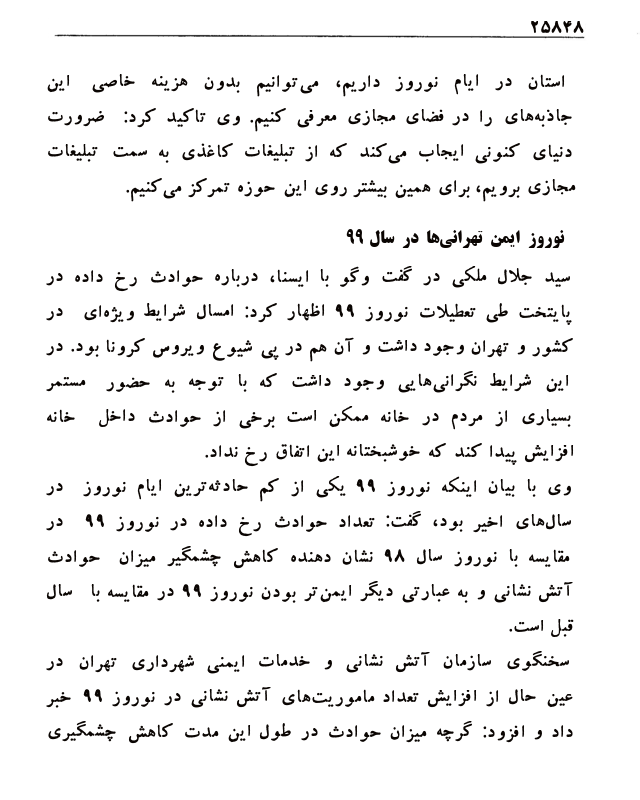 ۲۵۸۴۸
استان در ایام نوروز داریم، می‌توانیم بدون هزینه خاصی این
جاذبه‌های را در فضای مجازی معرفی کنیم. وی تاکید کرد: ضرورت
دنیای کنونی ایجاب می‌کند که از تبلیغات کاغذی به سمت تبلیغات
مجازی برویم، برای همین بیشتر روی این حوزه تمرکز می‌کنیم.
نوروز ایمن تهرانی‌ها در سال ۹۹
سید جلال ملکی در گفت وگو با ایسنا، درباره حوادث رخ داده در
پایتخت طی تعطیلات نوروز ۹۹ اظهار کرد: امسال شرایط ویژه‌ای در
کشور و تهران وجود داشت و آن هم در پی شیوع ویروس کرونا بود. در
این شرایط نگرانی‌هایی وجود داشت که با توجه به حضور مستمر
بسیاری از مردم در خانه ممکن است برخی از حوادث داخل خانه
افزایش پیدا کند که خوشبختانه این اتفاق رخ نداد.
وی با بیان اینکه نوروز ۹۹ یکی از کم حادثه‌ترین ایام نوروز در
سال‌های اخیر بود، گفت: تعداد حوادث رخ داده در نوروز ۹۹ در
مقایسه با نوروز سال ۹۸ نشان دهنده کاهش چشمگیر میزان حوادث
آتش نشانی و به عبارتی دیگر ایمن‌تر بودن نوروز ۹۹ در مقایسه با سال
قبل است.
سخنگوی سازمان آتش نشانی و خدمات ایمنی شهرداری تهران در
عین حال از افزایش تعداد ماموریت‌های آتش نشانی در نوروز ۹۹ خبر
داد و افزود: گرچه میزان حوادث در طول این مدت کاهش چشمگیری